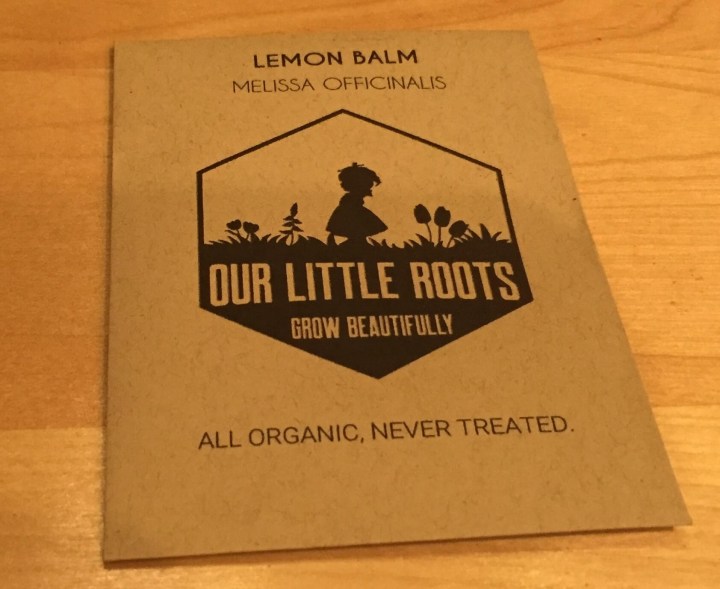 LEMON BALM
MELISSA OFFICINALIS
OUR LITTLE ROOTS
GROW BEAUTIFULLY
ALL ORGANIC, NEVER TREATED.